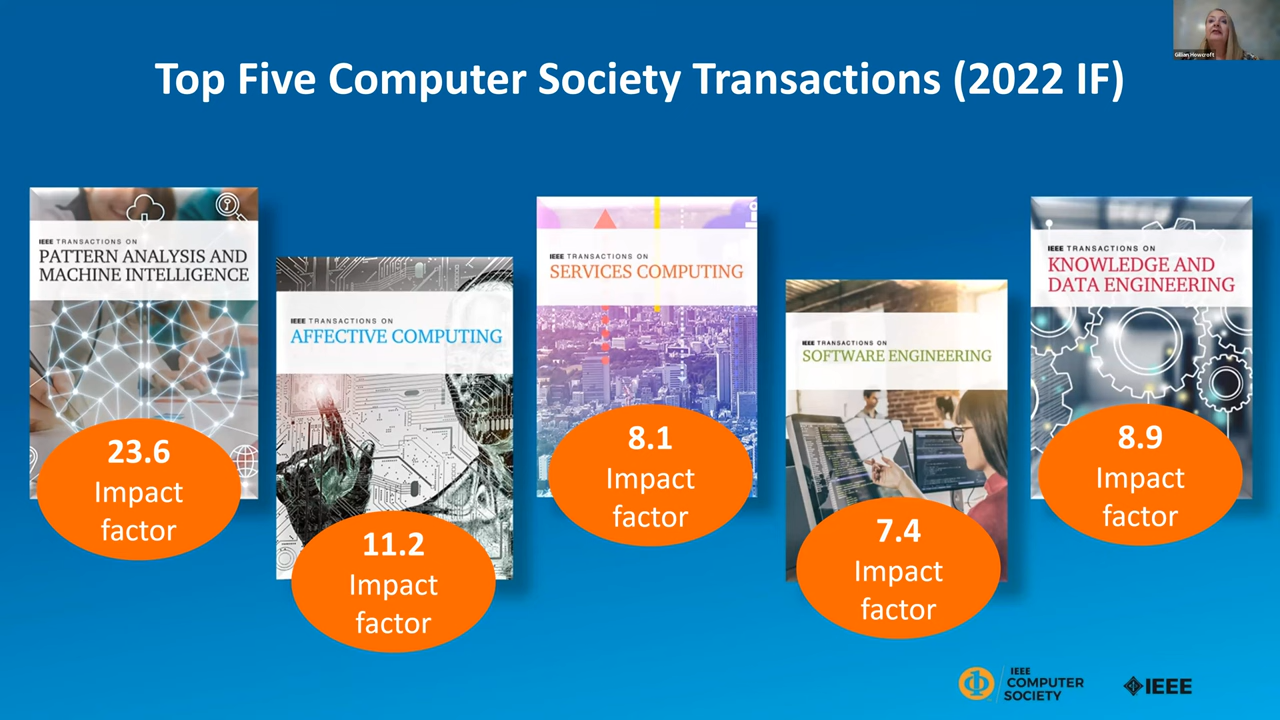 Gillian Howcroft
Top Five Computer Society Transactions (2022 IF)
IEEE TRANSACTIONS ON
PATTERN ANALYSIS AND
MACHINE INTELLIGENCE
23.6
Impact
factor
IEEE TRANSACTIONS ON
AFFECTIVE COMPUTING
11.2
Impact
factor
IEEE TRANSACTIONS ON
SERVICES COMPUTING
8.1
Impact
factor
IEEE TRANSACTIONS ON
SOFTWARE ENGINEERING
7.4
Impact
factor
IEEE TRANSACTIONS ON
KNOWLEDGE AND
DATA ENGINEERING
8.9
Impact
factor
IEEE
COMPUTER
SOCIETY
IEEE